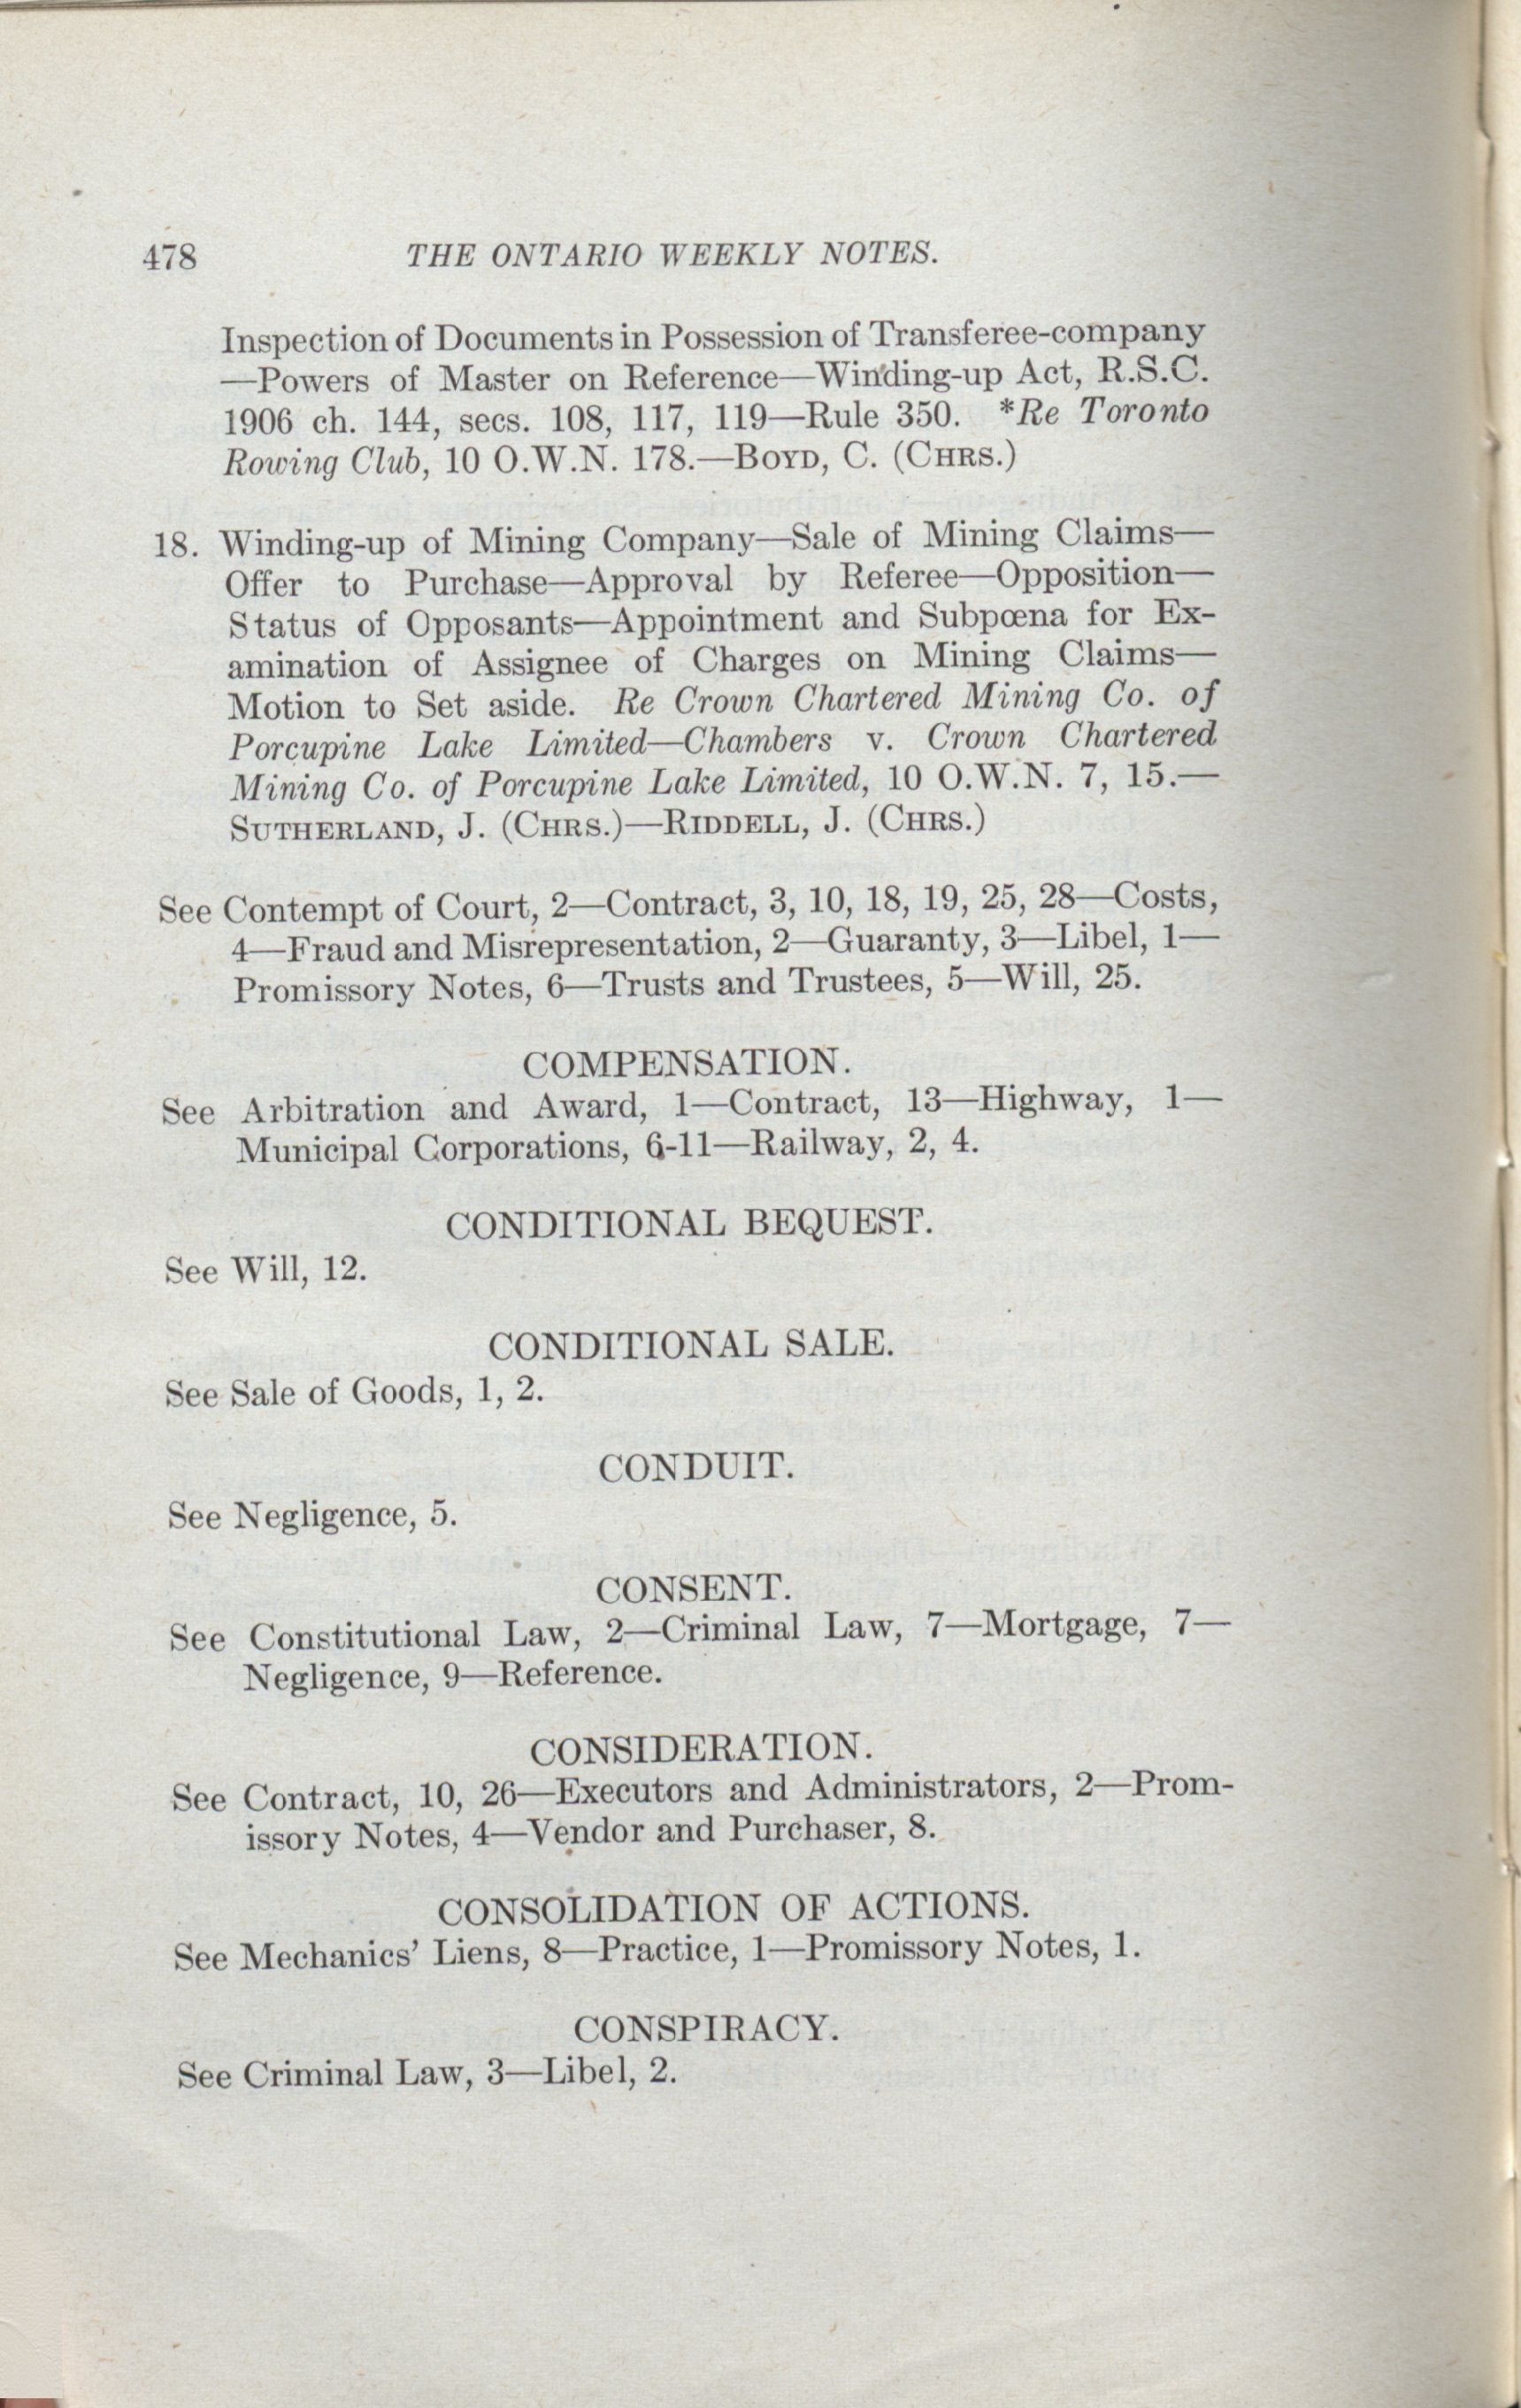 478 THE ONTARIO WEEKLY NOTES.
Inspection of Documents in Possession of Transferee-company
—Powers of Master on Reference—Winding-up Act, R.S.C.
1906 ch. 144, secs. 108, 117, 119—Rule 350. *Re Toronto
Rowing Club, 10 O.W.N. 178.—BOYD, C. (CHRS.)
18. Winding-up of Mining Company—Sale of Mining Claims—
Offer to Purchase—Approval by Referee—Opposition—
Status of Opposants—Appointment and Subpœna for Ex-
amination of Assignee of Charges on Mining Claims—
Motion to Set aside. Re Crown Chartered Mining Co. of
Porcupine Lake Limited—Chambers v. Crown Chartered
Mining Co. of Porcupine Lake Limited, 10 O.W.N. 7, 15.—
SUTHERLAND, J. (CHRS.)—RIDDELL, J. (CHRS.)
See Contempt of Court, 2—Contract, 3, 10, 18, 19, 25, 28—Costs,
4—Fraud and Misrepresentation, 2—Guaranty, 3—Libel, 1—
Promissory Notes, 6—Trusts and Trustees, 5—Will, 25.
COMPENSATION.
See Arbitration and Award, 1—Contract, 13—Highway, 1—
Municipal Corporations, 6-11—Railway, 2, 4.
CONDITIONAL BEQUEST.
See Will, 12.
CONDITIONAL SALE.
See Sale of Goods, 1, 2.
CONDUIT.
See Negligence, 5.
CONSENT.
See Constitutional Law, 2—Criminal Law, 7—Mortgage, 7—
Negligence, 9—Reference.
CONSIDERATION.
See Contract, 10, 26—Executors and Administrators, 2—Prom-
issory Notes, 4—Vendor and Purchaser, 8.
CONSOLIDATION OF ACTIONS.
See Mechanics' Liens, 8—Practice, 1—Promissory Notes, 1.
CONSPIRACY.
See Criminal Law, 3—Libel, 2.